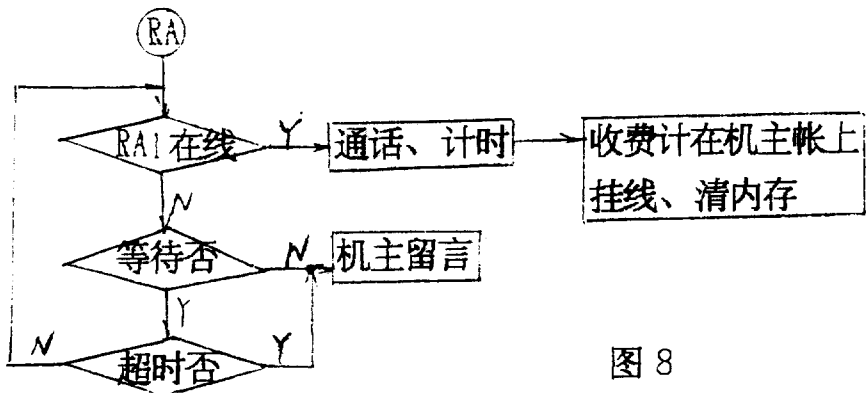 RA
RA1在线
Y
通话、计时
收费计在机主帐上
挂线、清内存
N
等待否
N
机主留言
Y
N
超时否
Y
图 8